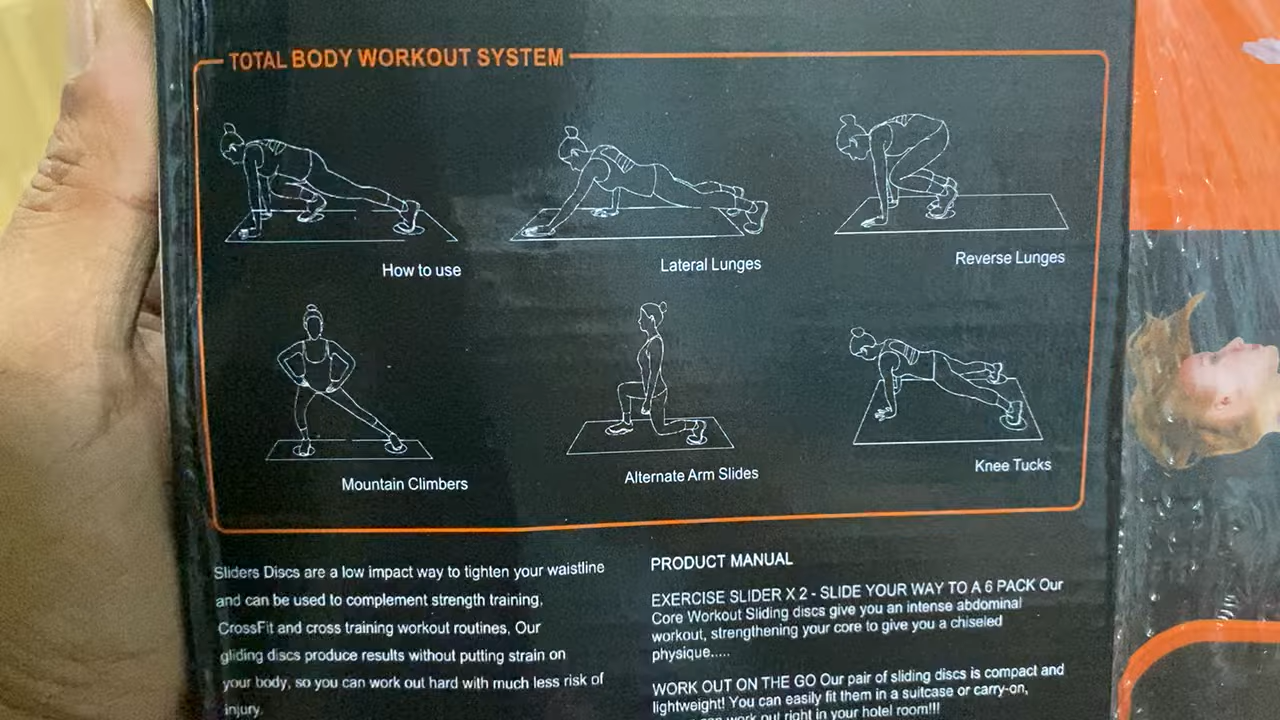 TOTAL BODY WORKOUT SYSTEM
How to use
Lateral Lunges
Reverse Lunges
Mountain Climbers
Alternate Arm Slides
Knee Tucks
Sliders Discs are a low impact way to tighten your waistline
and can be used to complement strength training,
CrossFit and cross training workout routines, Our
gliding discs produce results without putting strain on
your body, so you can work out hard with much less risk of
injury.
PRODUCT MANUAL
EXERCISE SLIDER X 2 - SLIDE YOUR WAY TO A 6 PACK Our
Core Workout Sliding discs give you an intense abdominal
workout, strengthening your core to give you a chiseled
physique.....
WORK OUT ON THE GO Our pair of sliding discs is compact and
lightweight! You can easily fit them in a suitcase or carry-on,
work out right in your hotel room!!!